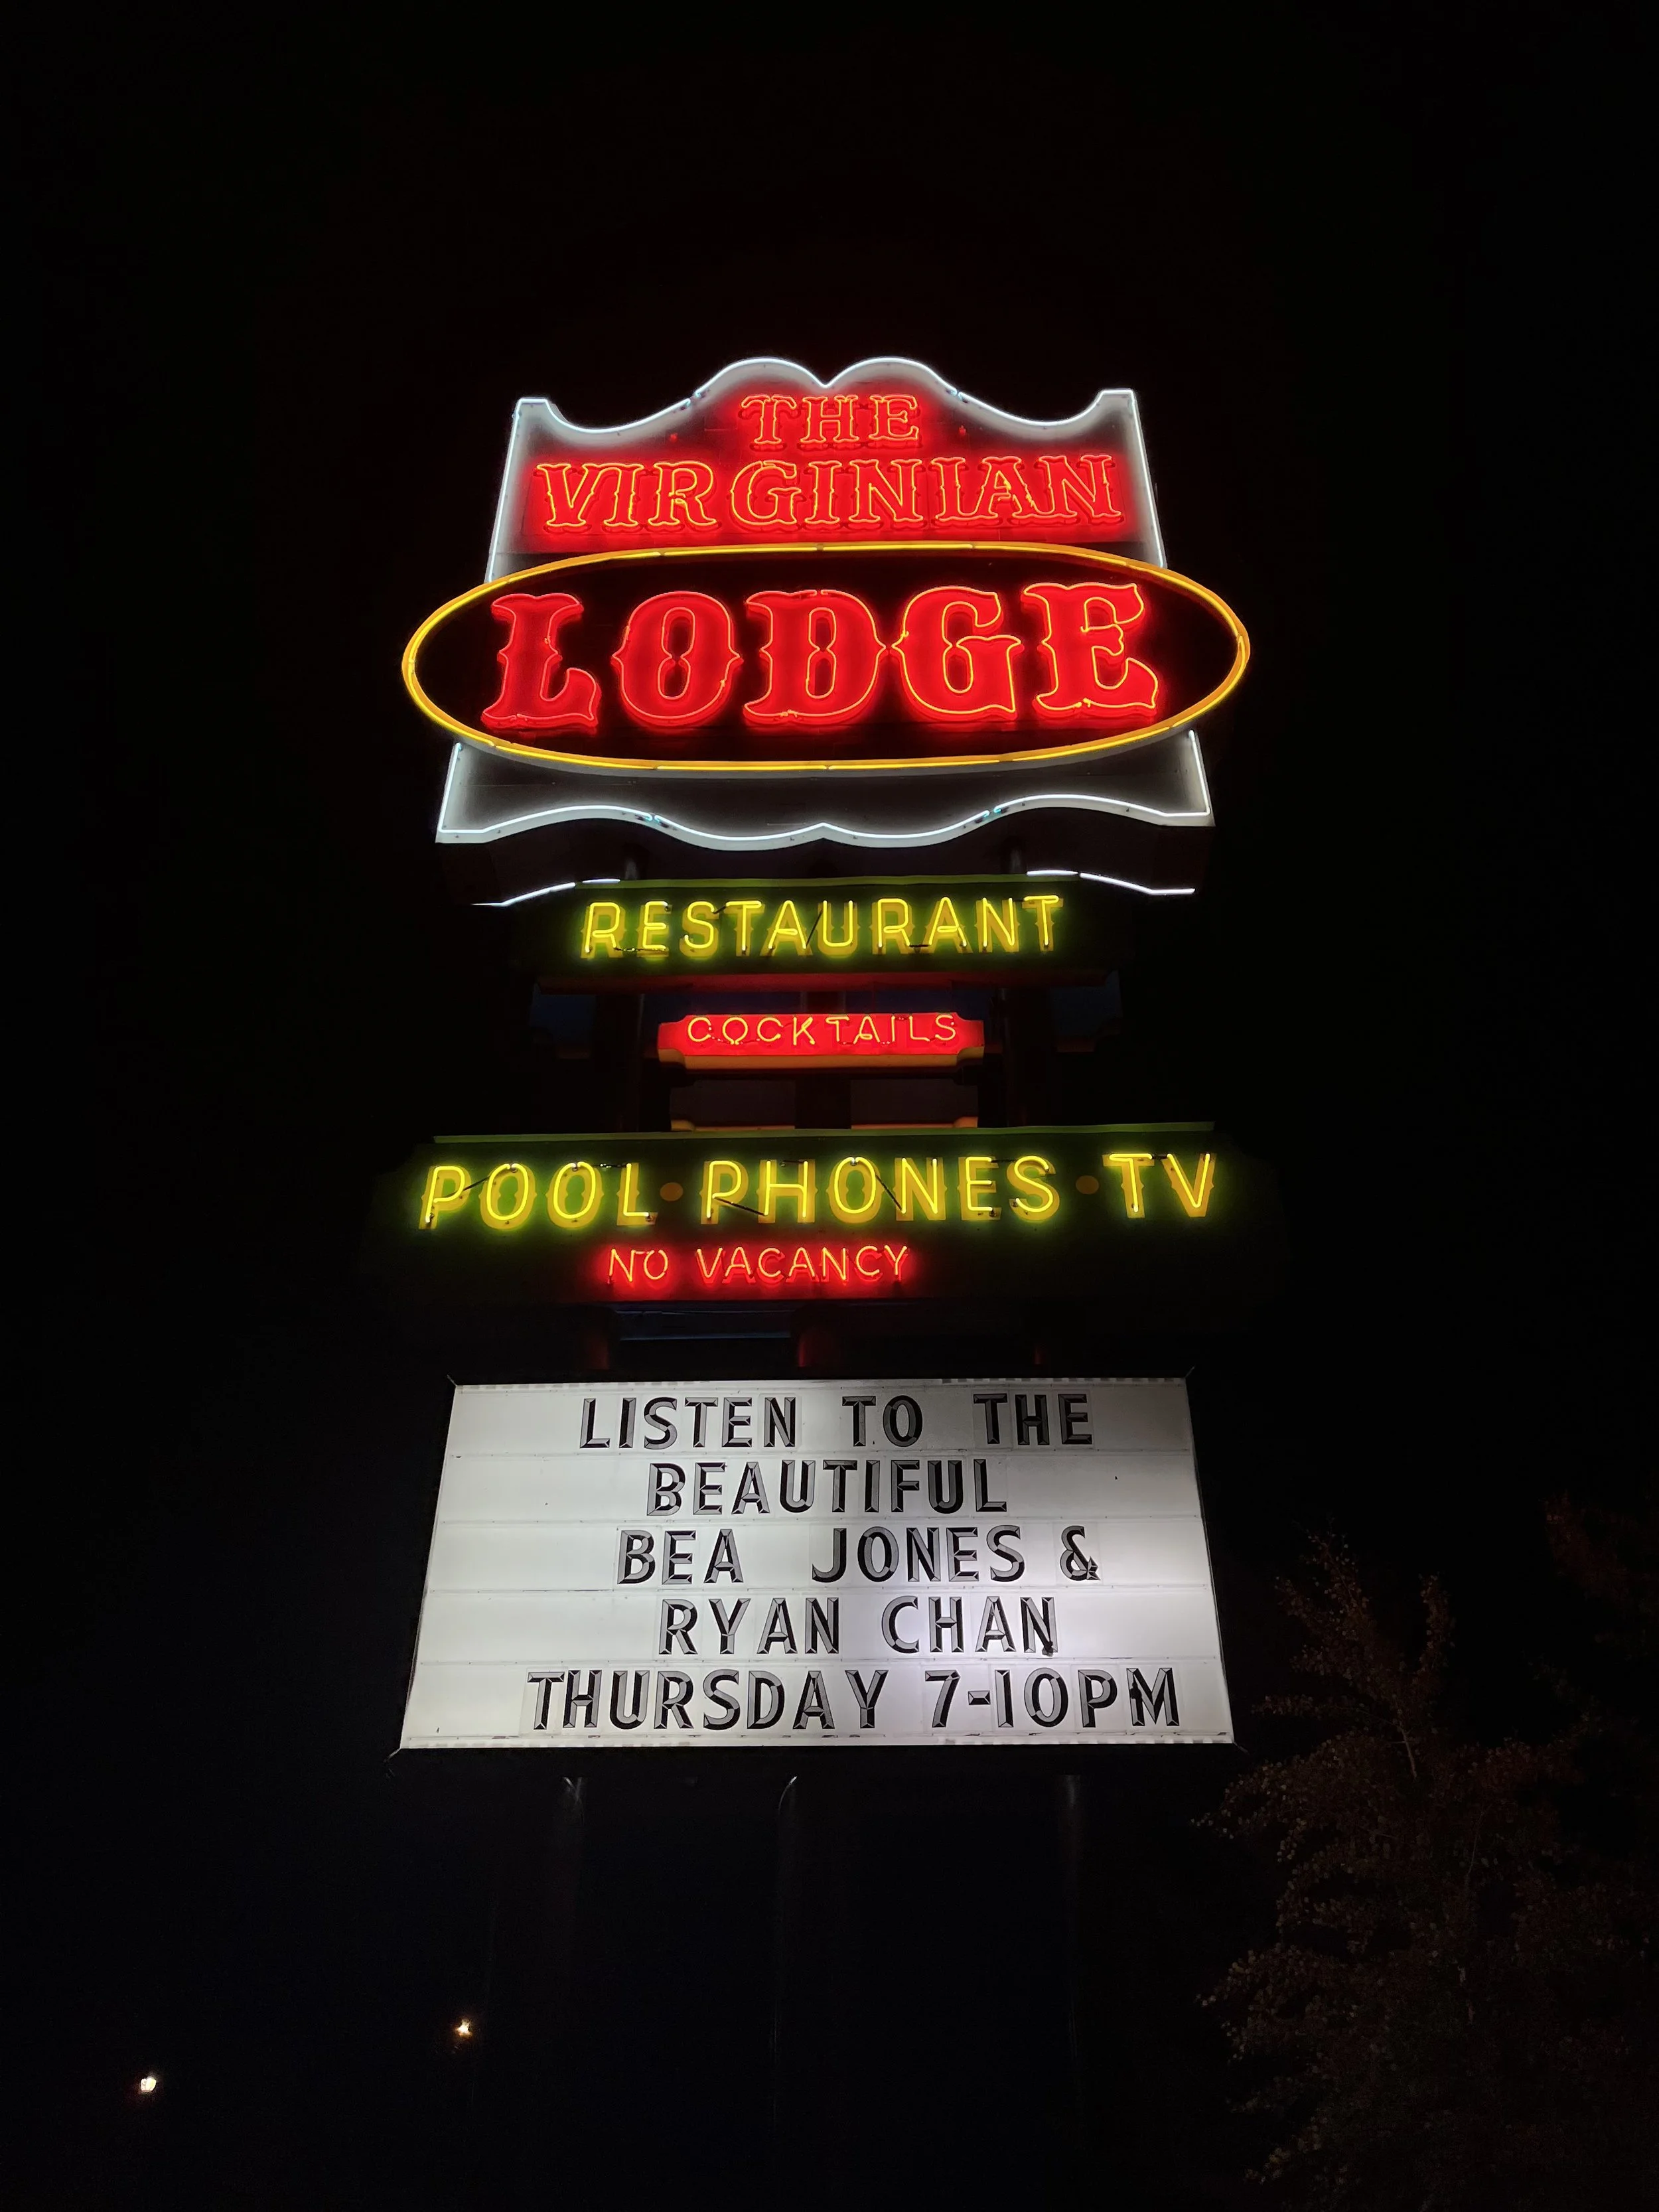 THE
VIRGINIAN
LODGE
RESTAURANT
COCKTAILS
POOL • PHONES • TV
NO VACANCY
LISTEN TO THE
BEAUTIFUL
BEA JONES &
RYAN CHAN
THURSDAY 7-10PM